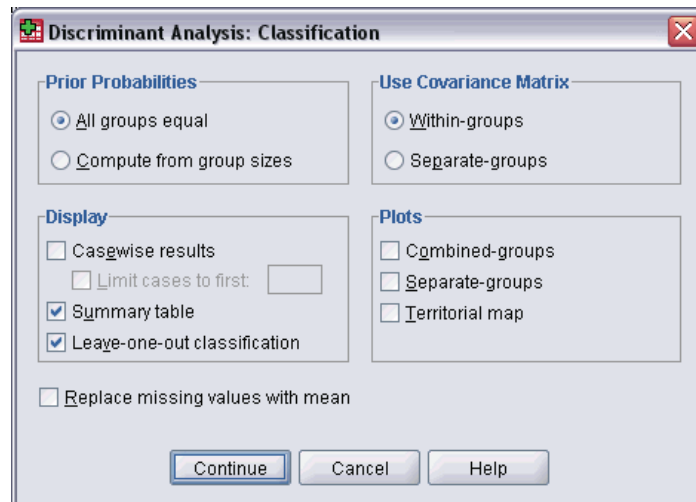 Discriminant Analysis: Classification
Prior Probabilities
All groups equal
Compute from group sizes
Use Covariance Matrix
Within-groups
Separate-groups
Display
Casewise results
Limit cases to first:
Summary table
Leave-one-out classification
Plots
Combined-groups
Separate-groups
Territorial map
Replace missing values with mean
Continue
Cancel
Help